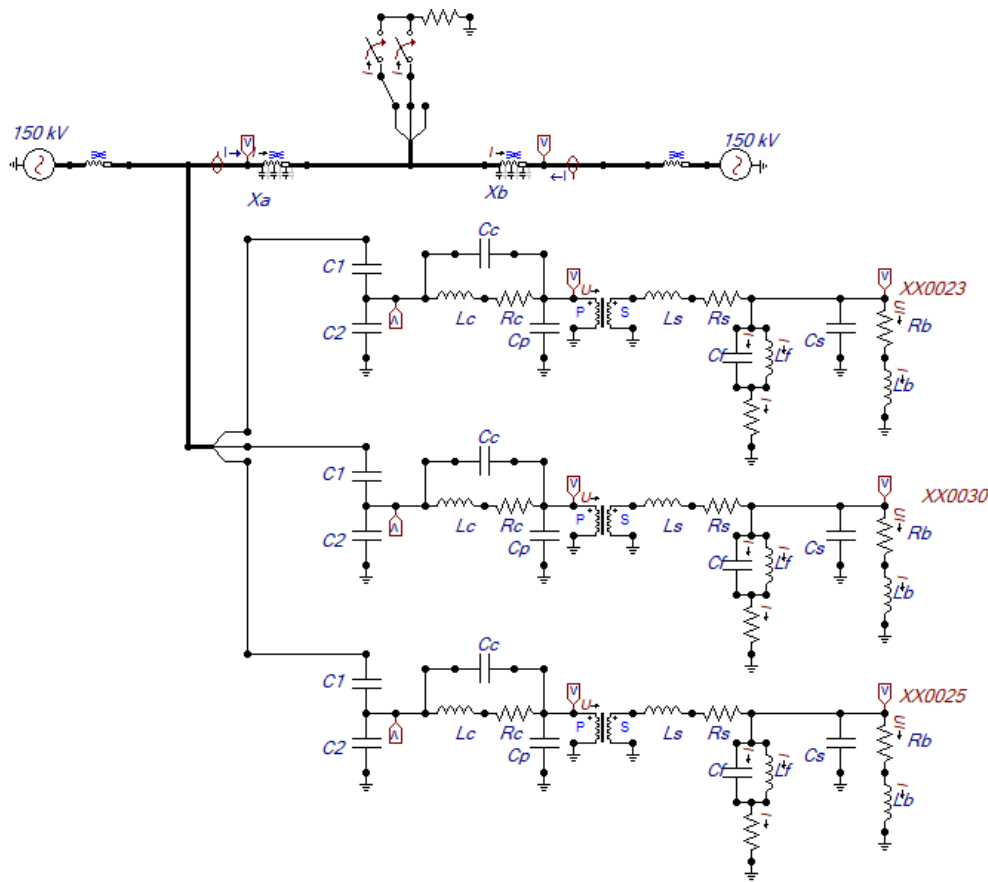 150 kV
I
I
I
V
I
Xa
I
V
I
Xb
150 kV
C1
C2
V
Cc
Lc
Rc
Cp
V
U
P
S
Ls
Rs
Cf
I
Lf
I
I
Cs
V
XX0023
U/I
Rb
I
Lb
C1
C2
V
Cc
Lc
Rc
Cp
V
U
P
S
Ls
Rs
Cf
I
Lf
I
I
Cs
V
XX0030
U/I
Rb
I
Lb
C1
C2
V
Cc
Lc
Rc
Cp
V
U
P
S
Ls
Rs
Cf
I
Lf
I
I
Cs
V
XX0025
U/I
Rb
I
Lb